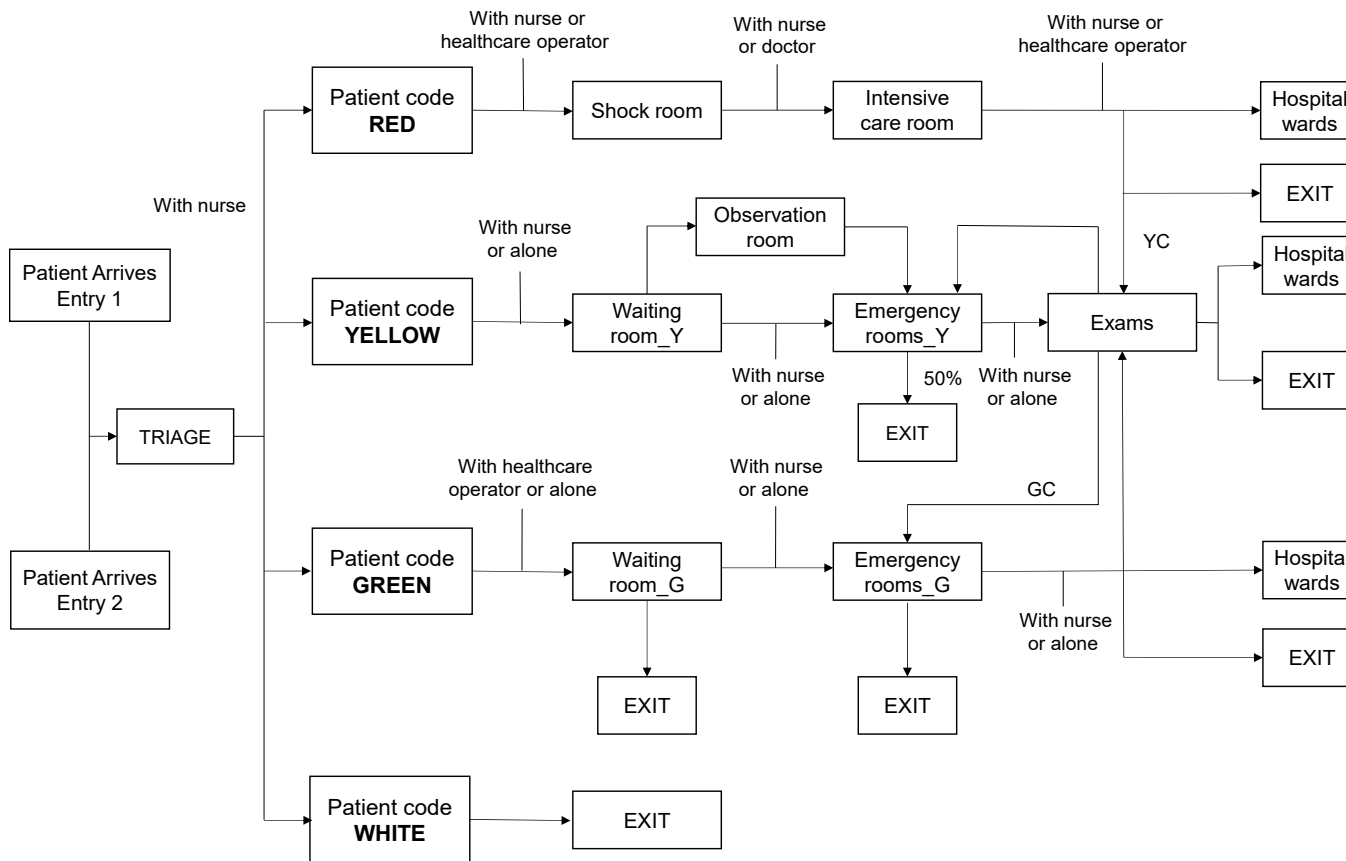 With nurse or
healthcare operator
With nurse
or doctor
With nurse or
healthcare operator
Patient code
RED
Shock room
Intensive
care room
Hospital
wards
With nurse
EXIT
Observation
room
With nurse
or alone
YC
Patient Arrives
Entry 1
Patient code
YELLOW
Waiting
room_Y
Emergency
rooms_Y
Exams
Hospital
wards
With nurse
or alone
50%
With nurse
or alone
EXIT
EXIT
TRIAGE
With healthcare
operator or alone
With nurse
or alone
GC
Patient Arrives
Entry 2
Patient code
GREEN
Waiting
room_G
Emergency
rooms_G
Hospital
wards
With nurse
or alone
EXIT
EXIT
EXIT
Patient code
WHITE
EXIT